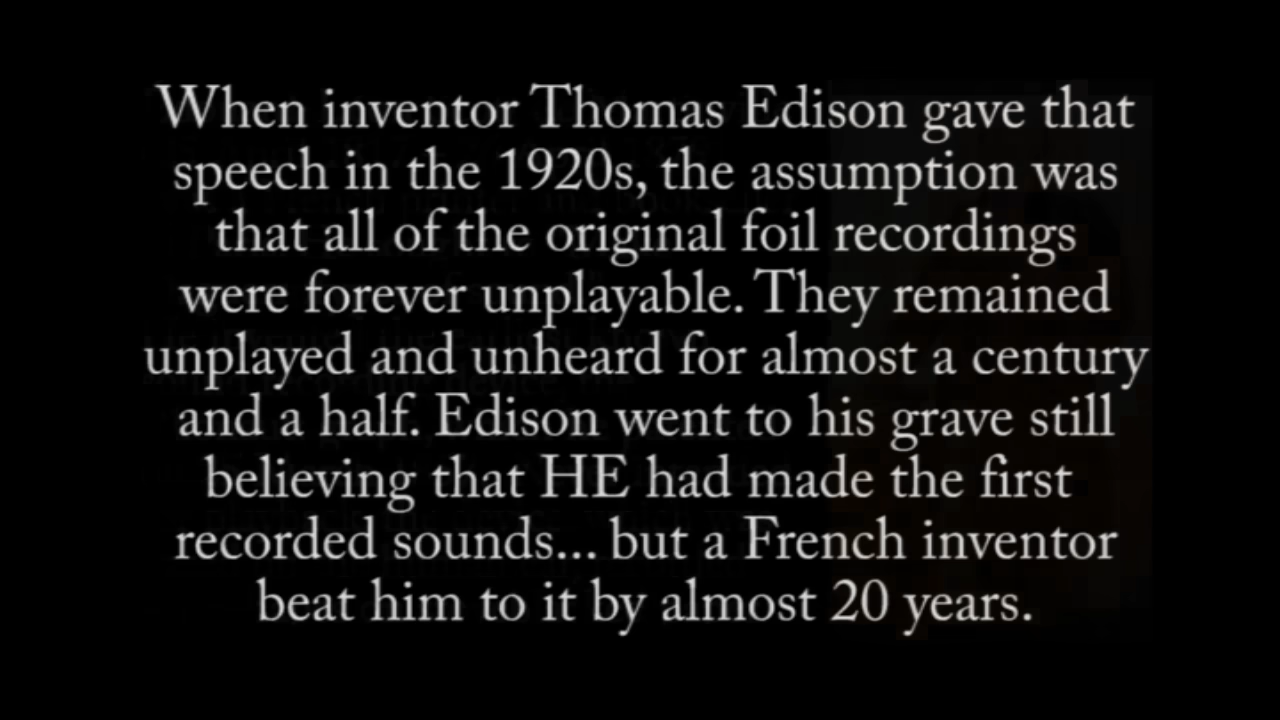 When inventor Thomas Edison gave that
speech in the 1920s, the assumption was
that all of the original foil recordings
were forever unplayable. They remained
unplayed and unheard for almost a century
and a half. Edison went to his grave still
believing that HE had made the first
recorded sounds... but a French inventor
beat him to it by almost 20 years.